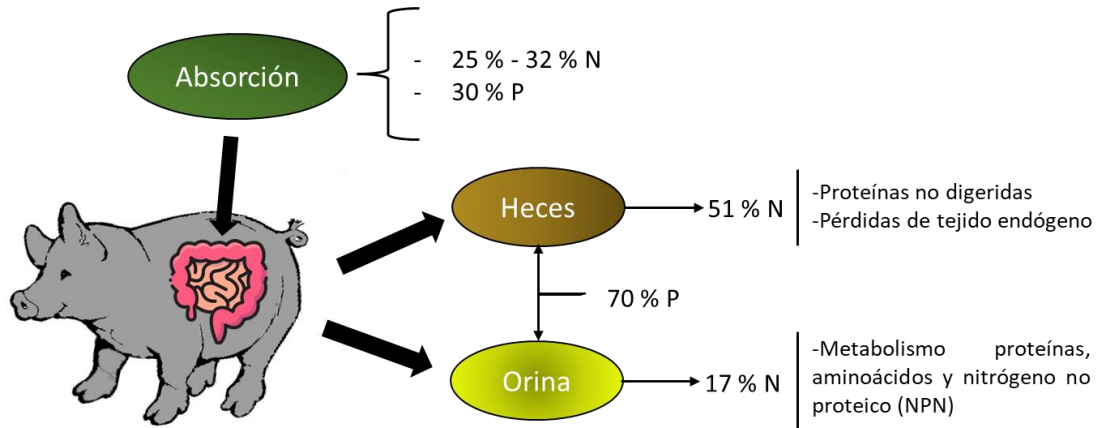 Absorción
- 25 % - 32 % N
- 30 % P
Heces
51 % N
-Proteínas no digeridas
-Pérdidas de tejido endógeno
70 % P
Orina
17 % N
-Metabolismo proteínas,
aminoácidos y nitrógeno no
proteico (NPN)